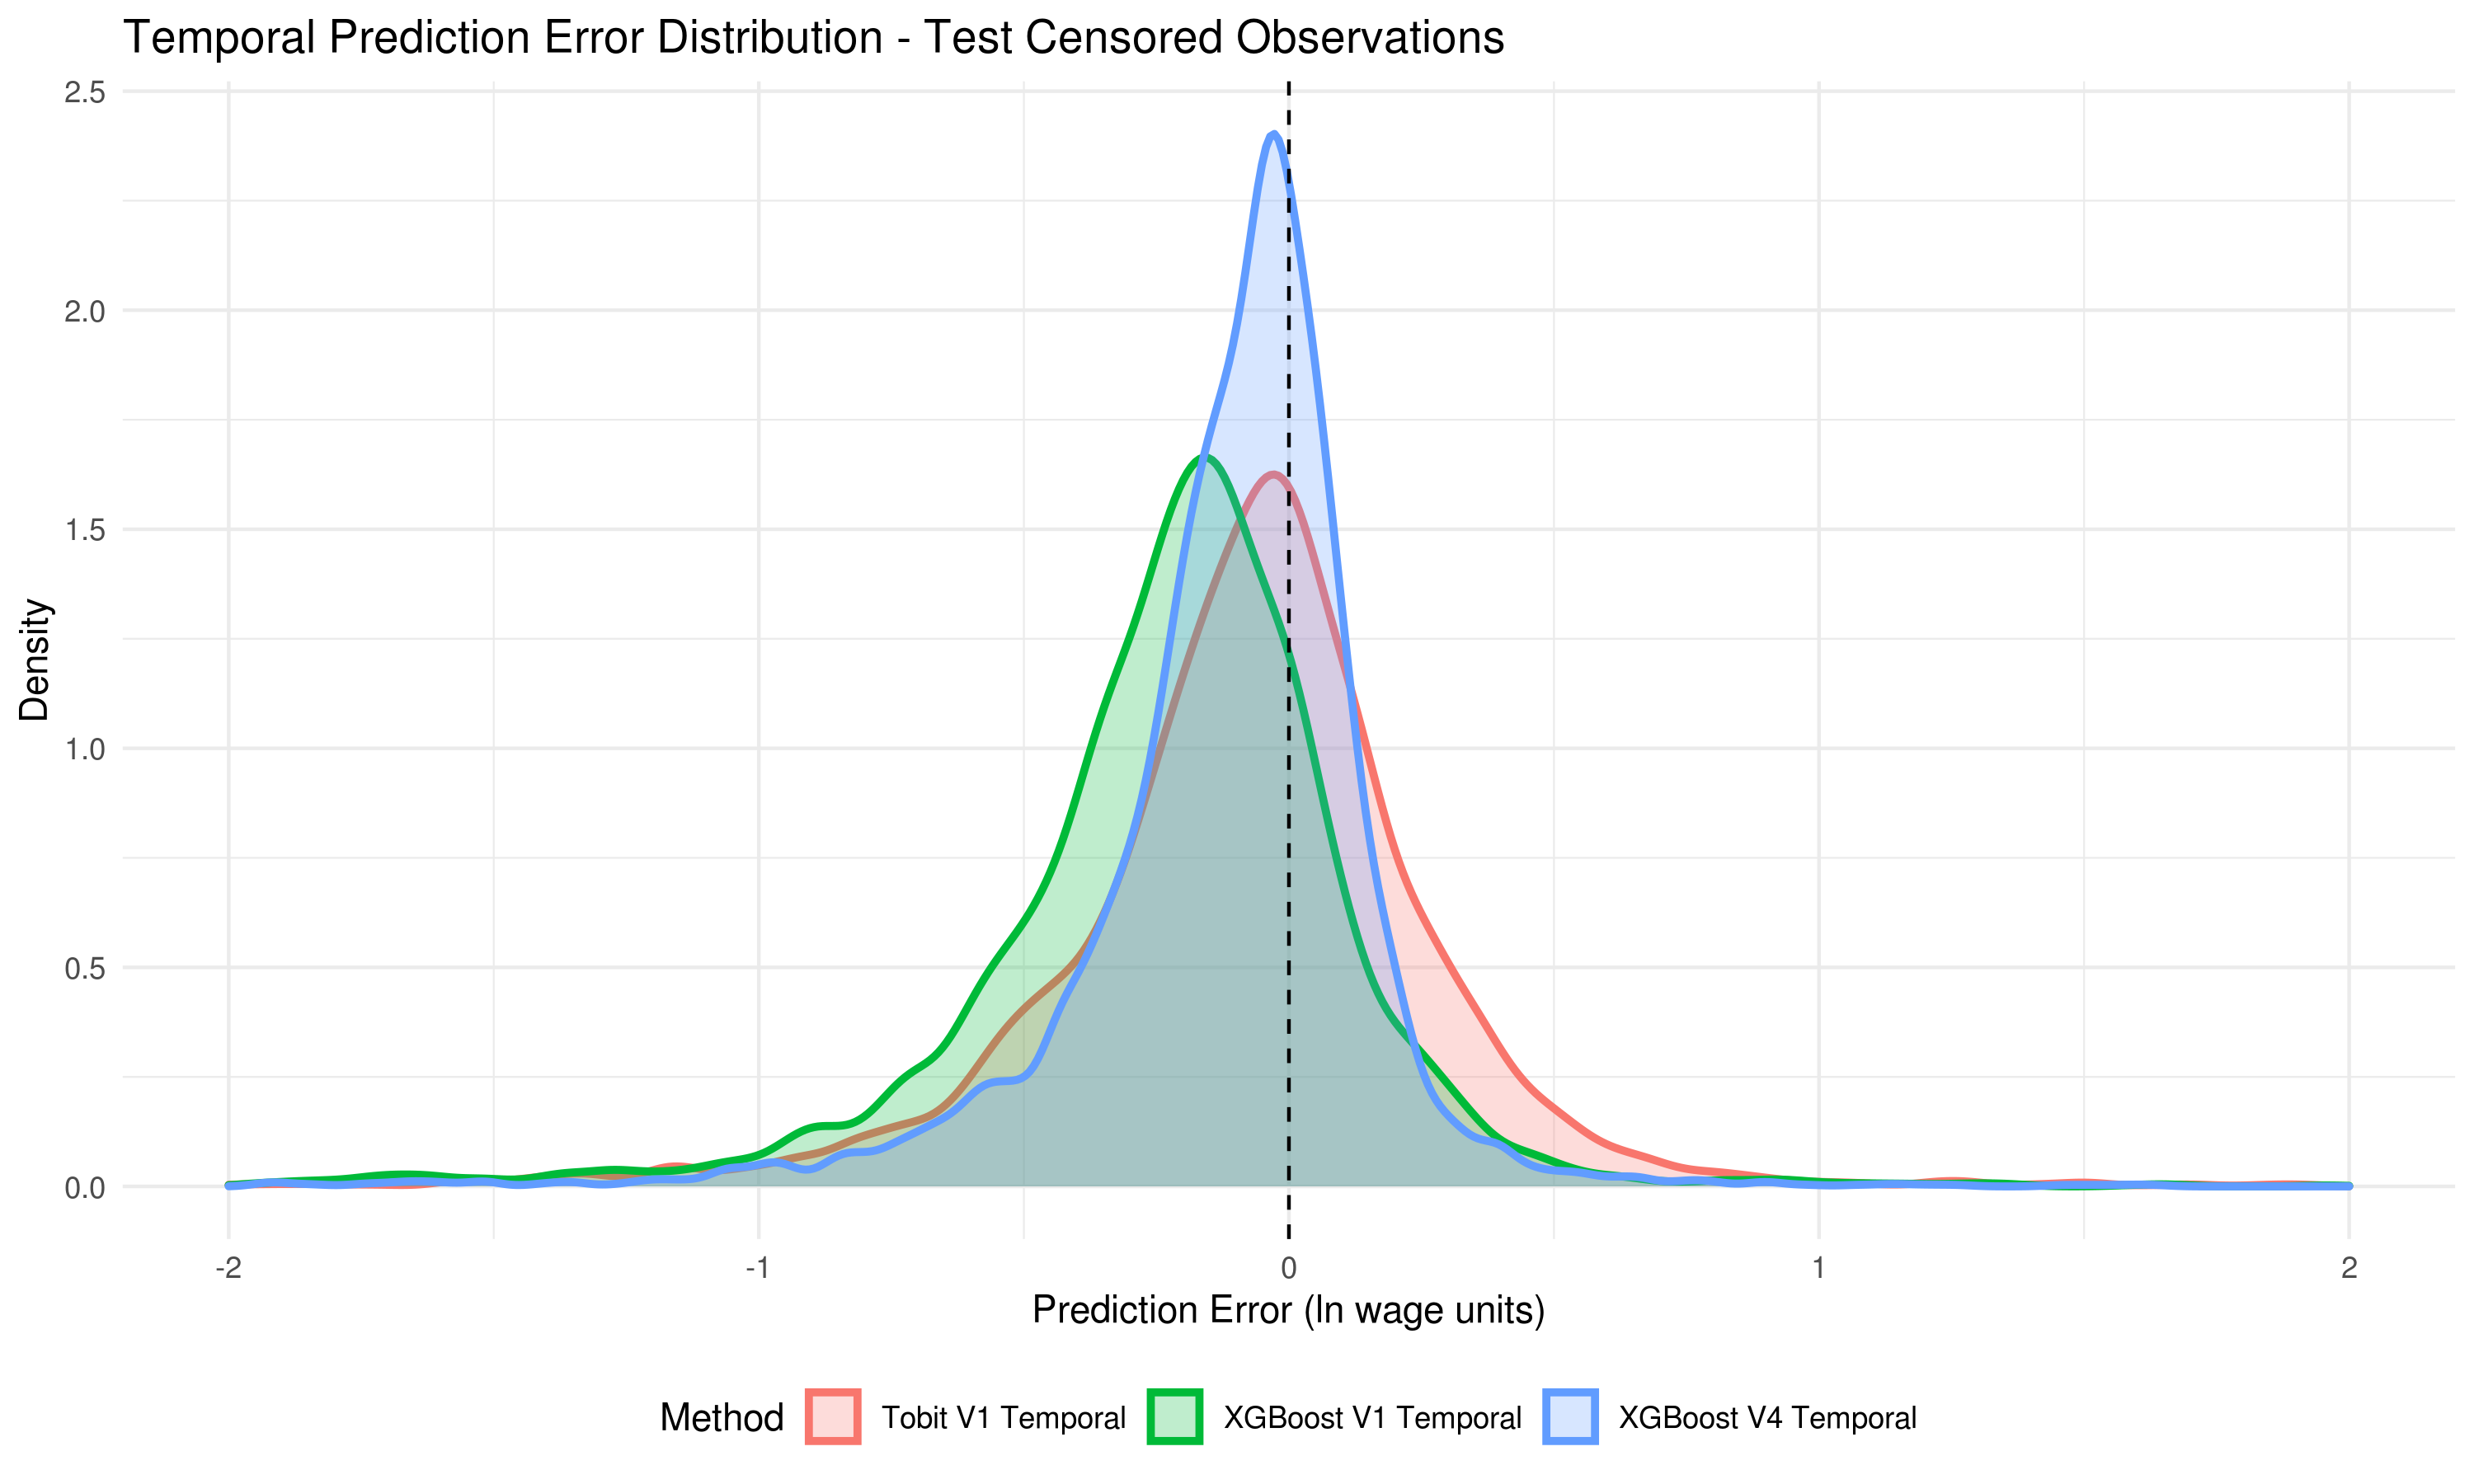 Temporal Prediction Error Distribution - Test Censored Observations
2.5
2.0
1.5
1.0
0.5
0.0
Density
-2
-1
0
1
2
Prediction Error (ln wage units)
Method
Tobit V1 Temporal
XGBoost V1 Temporal
XGBoost V4 Temporal